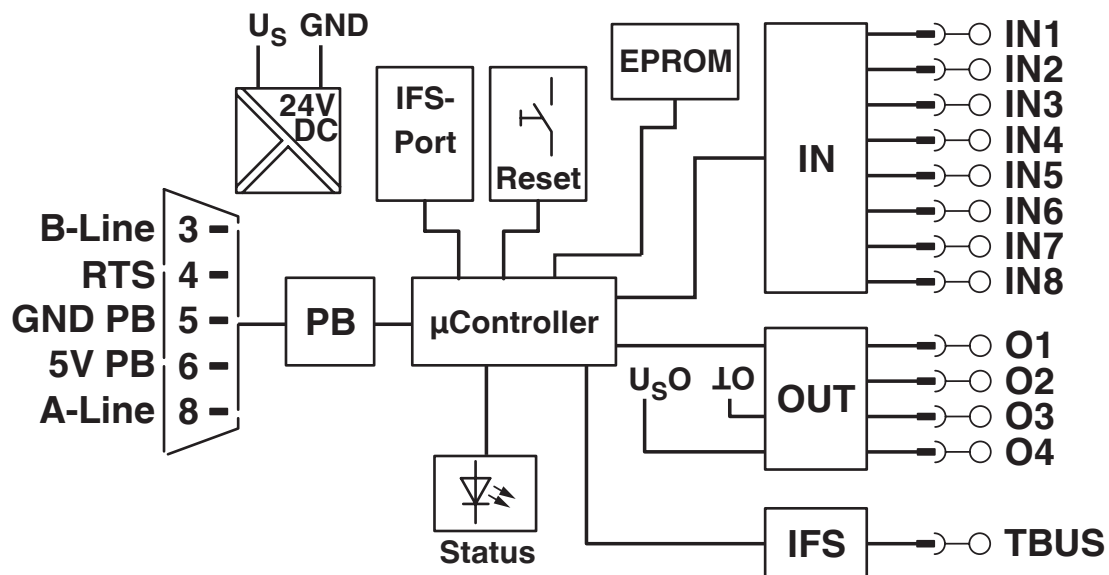 US GND
24V
DC
IFS-
Port
Reset
EPROM
IN
IN1
IN2
IN3
IN4
IN5
IN6
IN7
IN8
B-Line 3
RTS 4
GND PB 5
5V PB 6
A-Line 8
PB
µController
USO
OUT
O1
O2
O3
O4
Status
IFS
TBUS